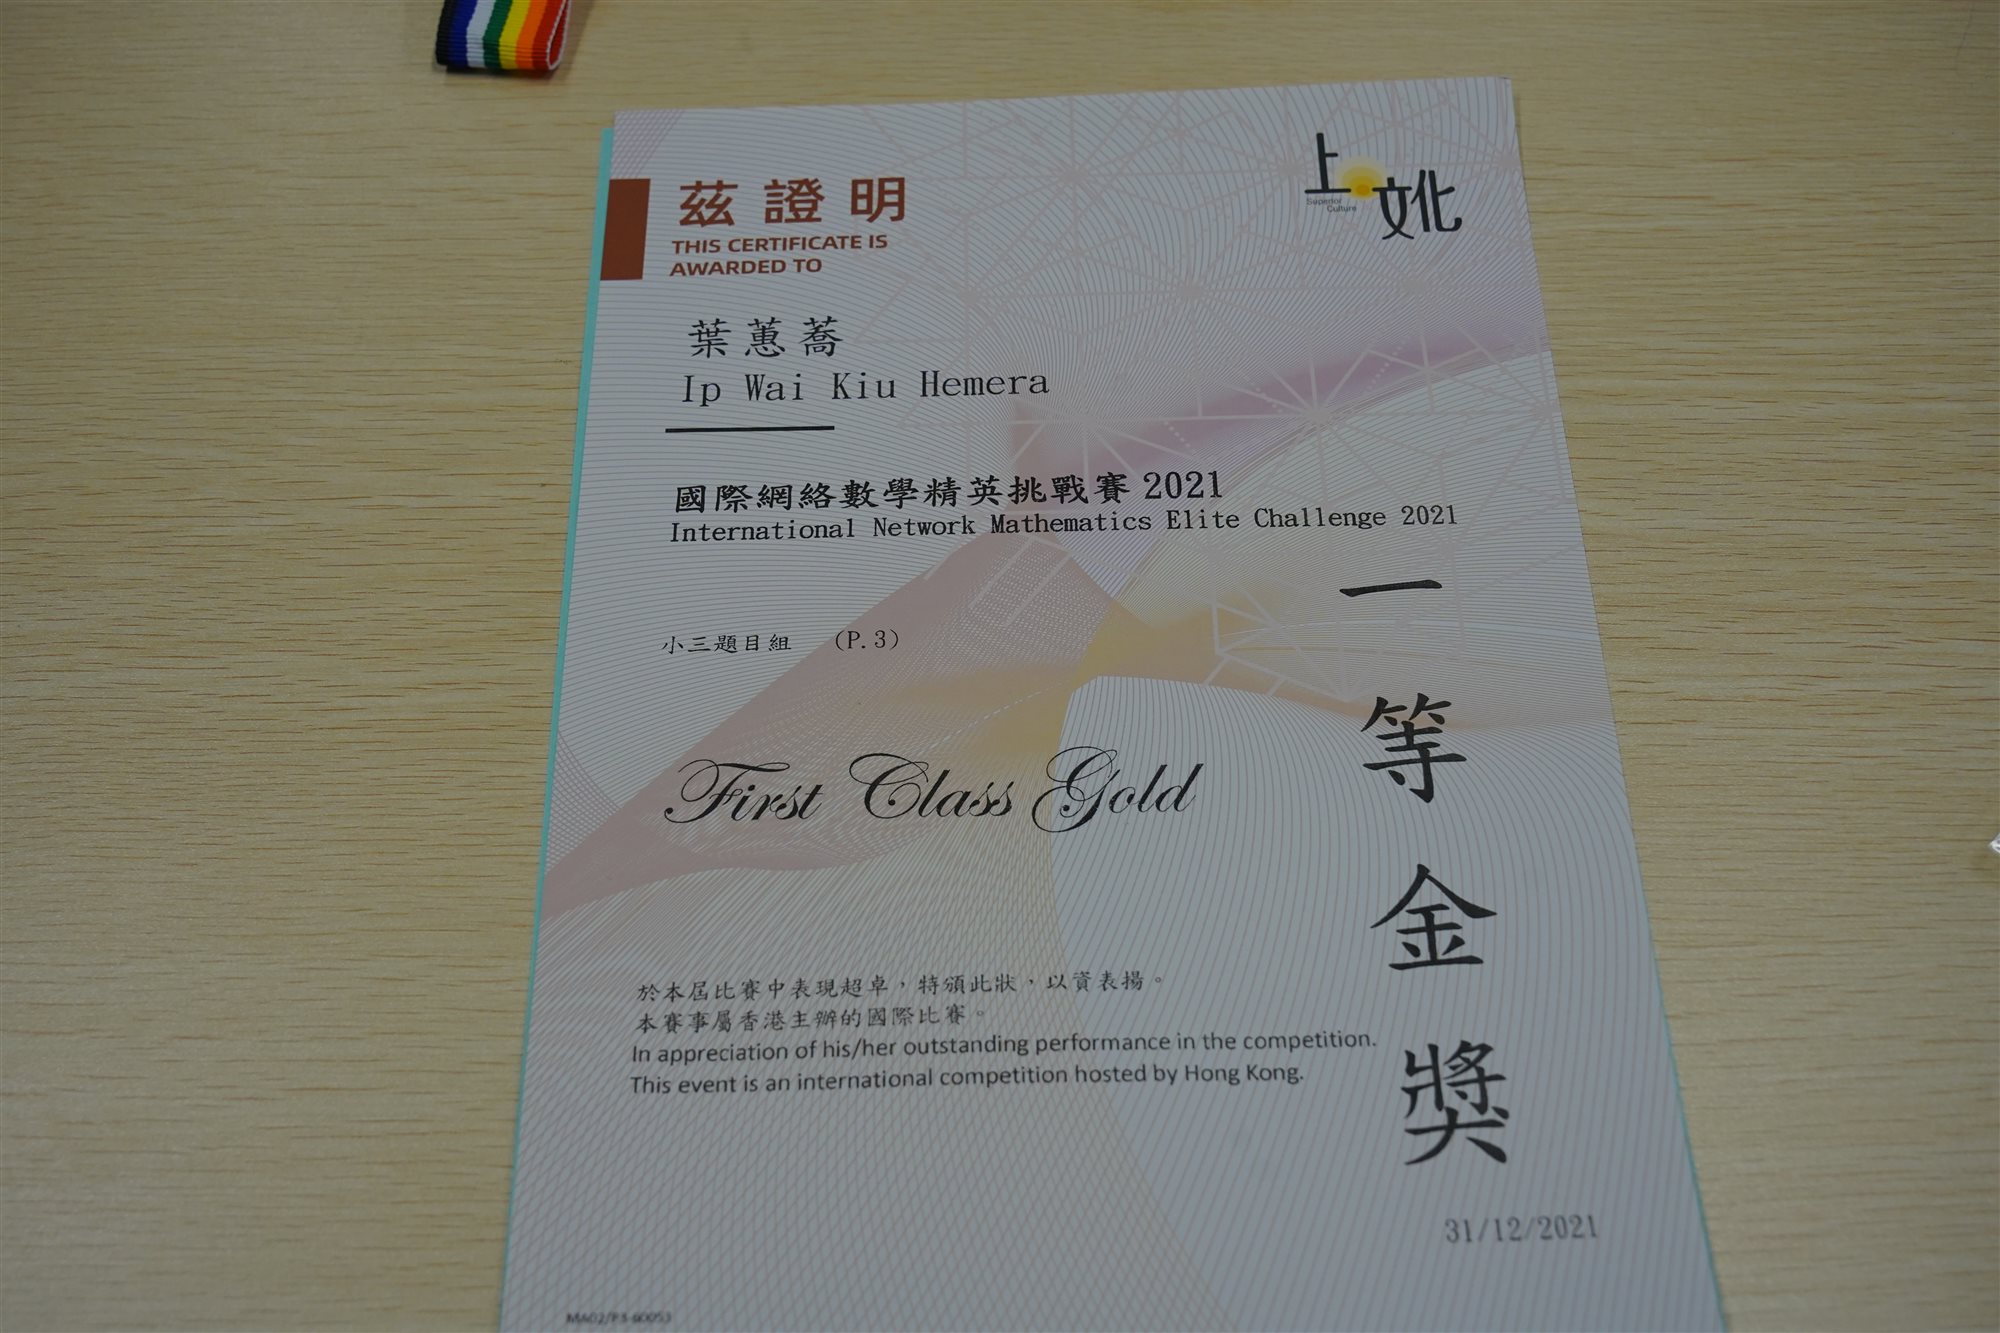 茲證明
THIS CERTIFICATE IS
AWARDED TO
上文化
Superior
Culture
葉蕙蕎
Ip Wai Kiu Hemera
國際網絡數學精英挑戰賽 2021
International Network Mathematics Elite Challenge 2021
小三題目組 (P.3)
First Class Gold
一等金獎
於本屆比賽中表現超卓，特頒此狀，以資表揚。
本賽事屬香港主辦的國際比賽。
In appreciation of his/her outstanding performance in the competition.
This event is an international competition hosted by Hong Kong.
31/12/2021